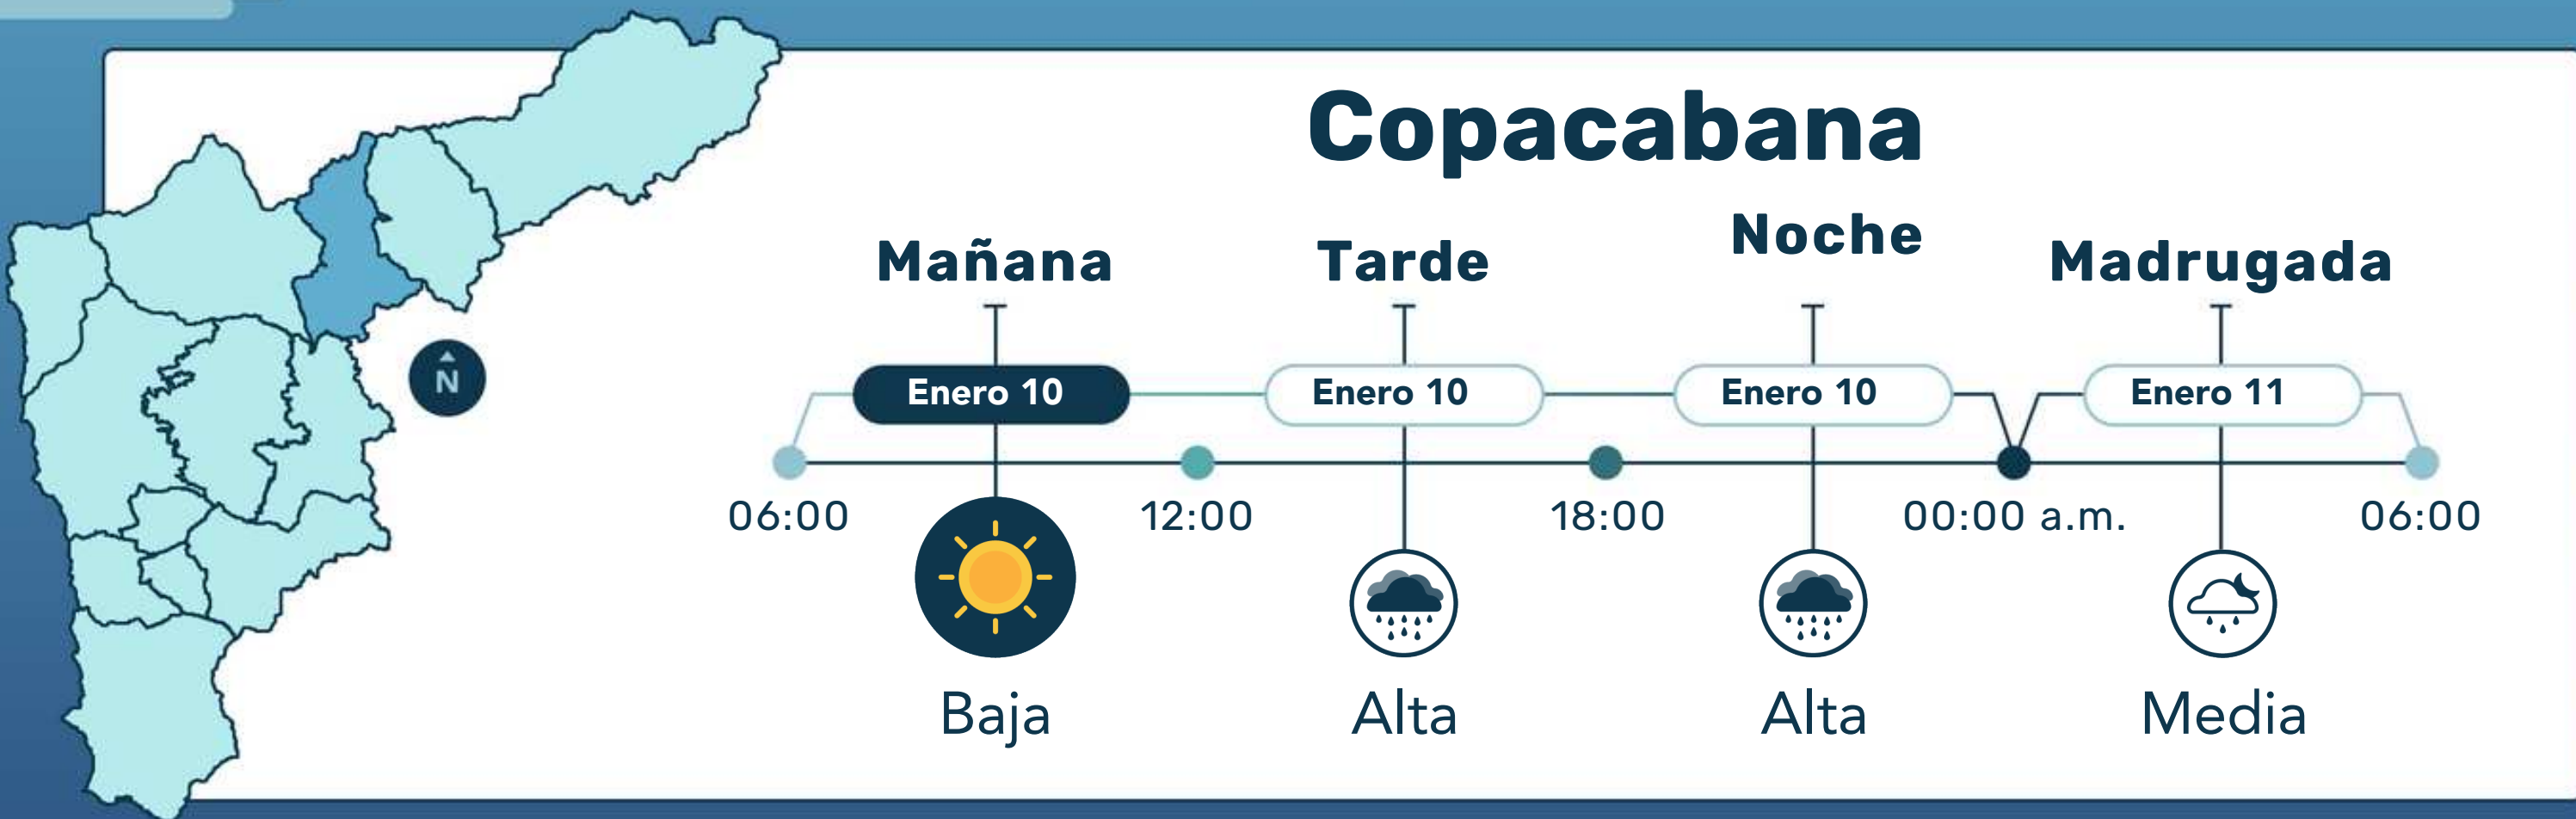 Copacabana
Mañana
Tarde
Noche
Madrugada
Enero 10
Enero 10
Enero 10
Enero 11
N
06:00
12:00
18:00
00:00 a.m.
06:00
Baja
Alta
Alta
Media